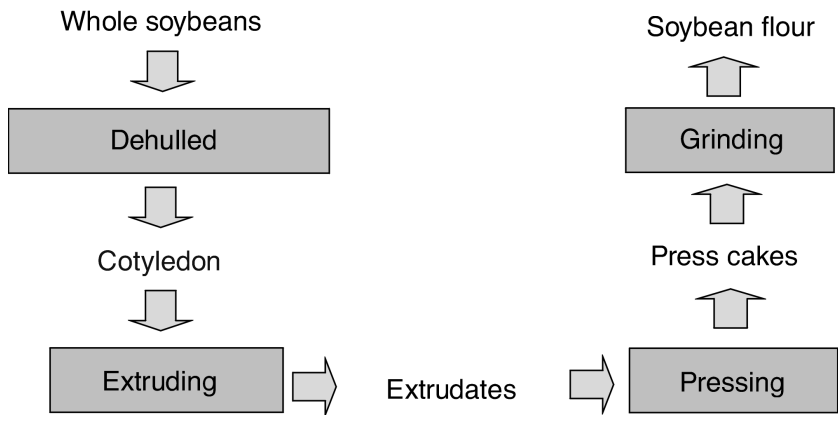 Whole soybeans
Dehulled
Cotyledon
Extruding
Extrudates
Pressing
Press cakes
Grinding
Soybean flour